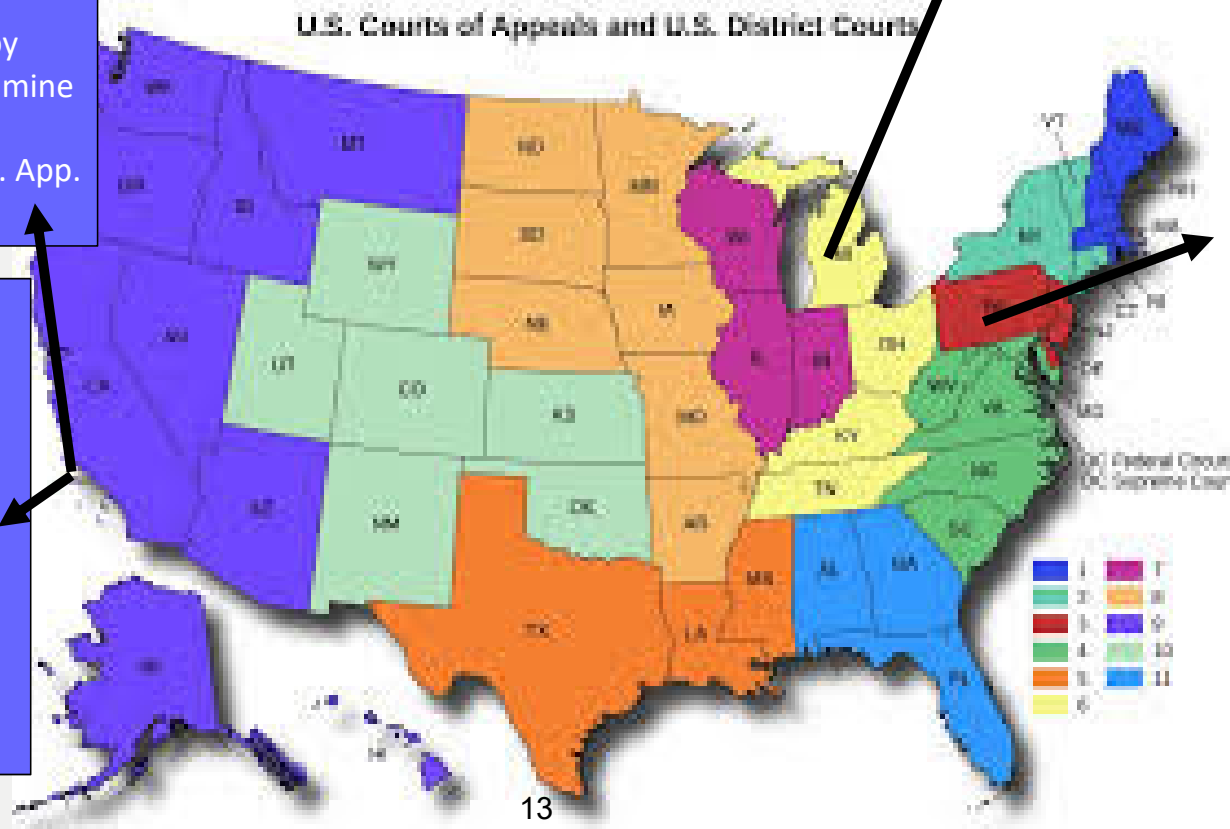 U.S. Courts of Appeals and U.S. District Courts
by
mine
. App.
WA
MT
ND
MN
VT
ME
NH
OR
ID
SD
WI
MI
NY
MA
WY
RI
CT
NE
IA
PA
NJ
NV
UT
IL
IN
OH
DE
CA
CO
WV
VA
MD
KS
MO
KY
DC Federal Circuit
DC Supreme Court
NC
TN
AZ
NM
OK
AR
SC
MS
AL
GA
TX
LA
AK
FL
HI
1 7
2 8
3 9
4 10
5 11
6
13